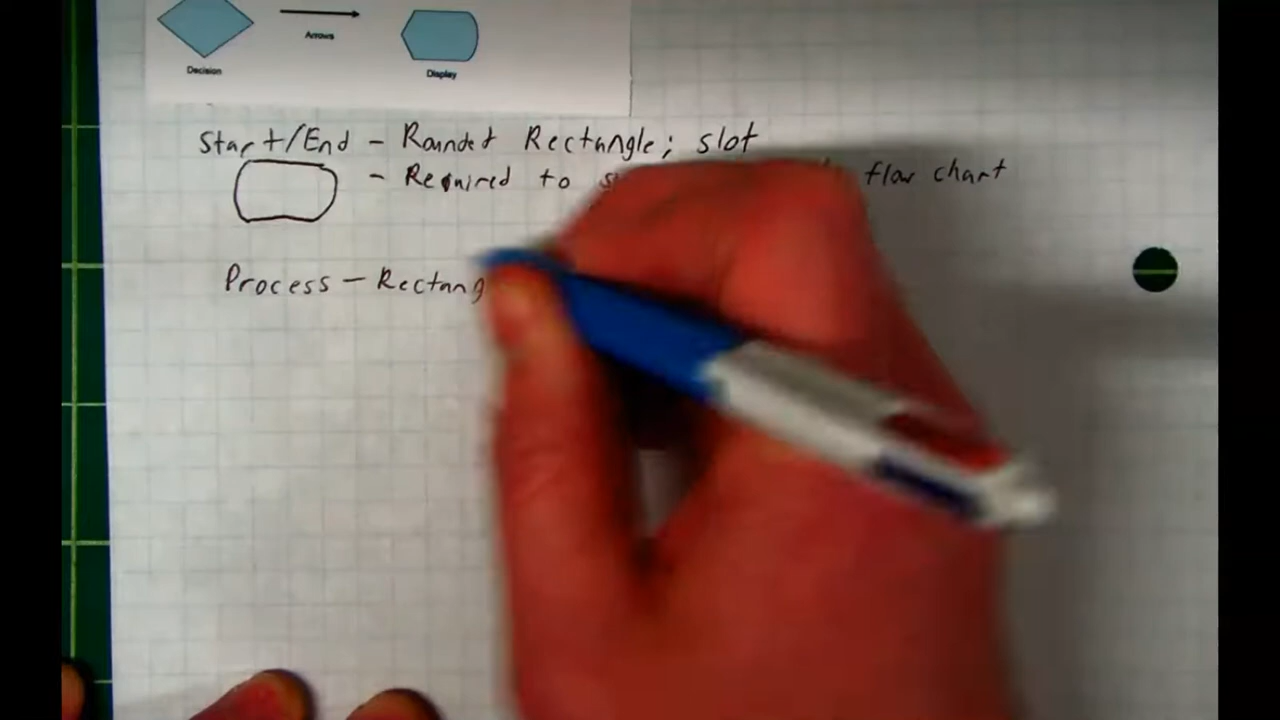 Arrows
Decision
Display
Start/End - Rounded Rectangle; slot
- Required to flow chart
Process - Rectang